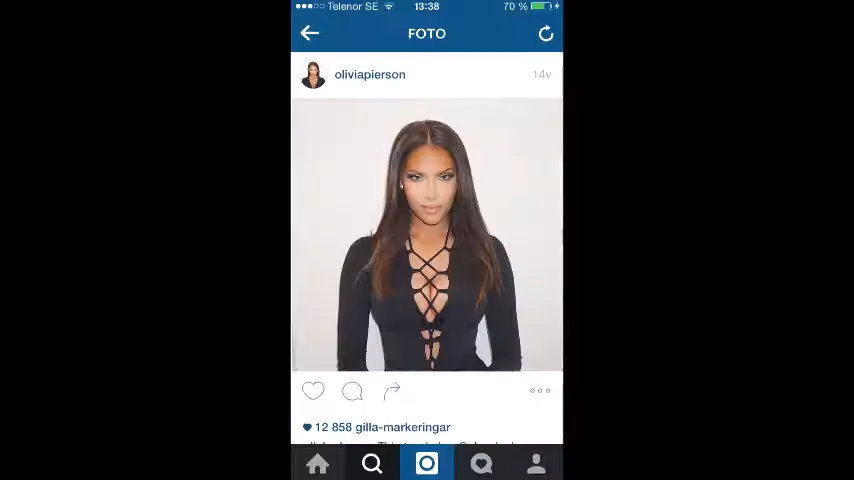 Telenor SE 13:38 70 %
FOTO
oliviapierson 14v
12 858 gilla-markeringar